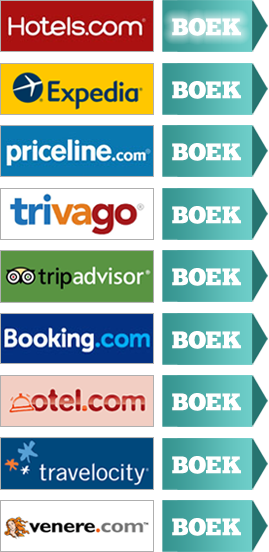 Hotels.com® BOEK
Expedia® BOEK
priceline.com® BOEK
trivago® BOEK
tripadvisor® BOEK
Booking.com BOEK
otel.com BOEK
travelocity® BOEK
venere.com™ BOEK